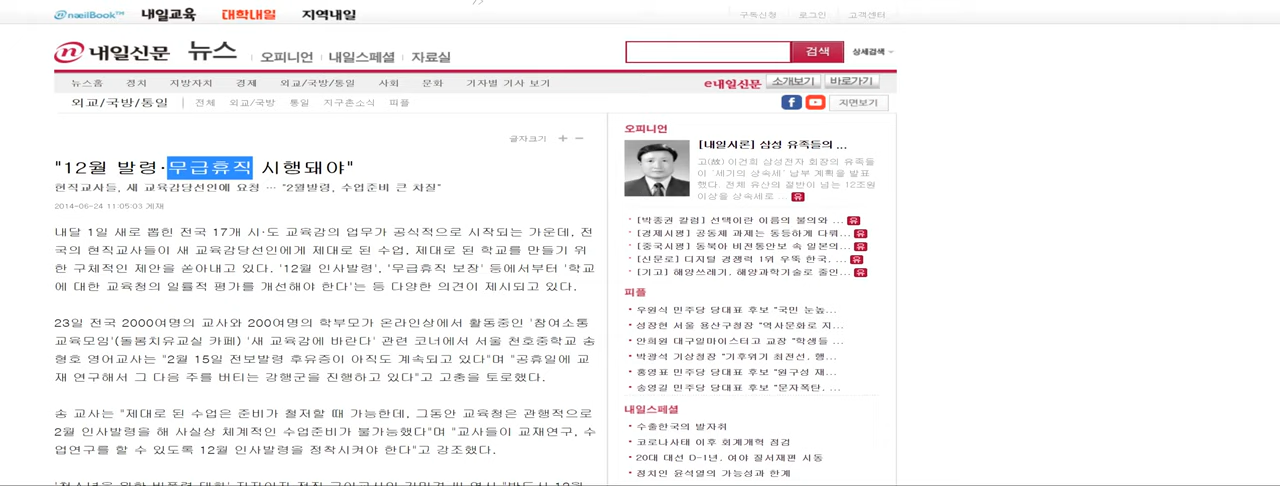 næilBook™ 내일교육 대학내일 지역내일 구독신청 로그인 고객센터
내일신문 뉴스 오피니언 내일스페셜 자료실 검색 상세검색
뉴스홈 정치 지방자치 경제 외교/국방/통일 사회 문화 기자별 기사 보기 e내일신문 소개보기 바로가기
외교/국방/통일 전체 외교/국방 통일 지구촌소식 피플 지면보기
글자크기 + -
"12월 발령·무급휴직 시행돼야"
현직교사들, 새 교육감당선인에 요청 … "2월발령, 수업준비 큰 차질"
2014-06-24 11:05:03 게재
내달 1일 새로 뽑힌 전국 17개 시·도 교육감의 업무가 공식적으로 시작되는 가운데, 전
국의 현직교사들이 새 교육감당선인에게 제대로 된 수업, 제대로 된 학교를 만들기 위
한 구체적인 제안을 쏟아내고 있다. '12월 인사발령', '무급휴직 보장' 등에서부터 '학교
에 대한 교육청의 일률적 평가를 개선해야 한다'는 등 다양한 의견이 제시되고 있다.
23일 전국 2000여명의 교사와 200여명의 학부모가 온라인상에서 활동중인 '참여소통
교육모임'(돌봄치유교실 카페) '새 교육감에 바란다' 관련 코너에서 서울 천호중학교 송
형호 영어교사는 "2월 15일 전보발령 후유증이 아직도 계속되고 있다"며 "공휴일에 교
재 연구해서 그 다음 주를 버티는 강행군을 진행하고 있다"고 고충을 토로했다.
송 교사는 "제대로 된 수업은 준비가 철저할 때 가능한데, 그동안 교육청은 관행적으로
2월 인사발령을 해 사실상 체계적인 수업준비가 불가능했다"며 "교사들이 교재연구, 수
업연구를 할 수 있도록 12월 인사발령을 정착시켜야 한다"고 강조했다.
오피니언
[내일시론] 삼성 유족들의 ...
고(故) 이건희 삼성전자 회장의 유족들
이 '세기의 상속세' 납부 계획을 발표
했다. 전체 유산의 절반이 넘는 12조원
이상을 상속세로 ... 유
[박종권 칼럼] 선택이란 이름의 불의와 ... 유
[경제시평] 공동체 과제는 동등하게 다뤄... 유
[중국시평] 동북아 비전통안보 속 일본의... 유
[신문로] 디지털 경쟁력 1위 우뚝 한국. ... 유
[기고] 해양쓰레기, 해양과학기술로 줄인... 유
피플
우원식 민주당 당대표 후보 "국민 눈높...
성장현 서울 용산구청장 "역사문화로 지...
안희원 대구일마이스터고 교장 "학생들 ...
박광석 기상청장 "기후위기 최전선, 행...
홍영표 민주당 당대표 후보 "원구성 재...
송영길 민주당 당대표 후보 "문자폭탄, ...
내일스페셜
수출한국의 발자취
코로나사태 이후 회계개혁 점검
20대 대선 D-1년, 여야 질서재편 시동
정치인 윤석열의 가능성과 한계